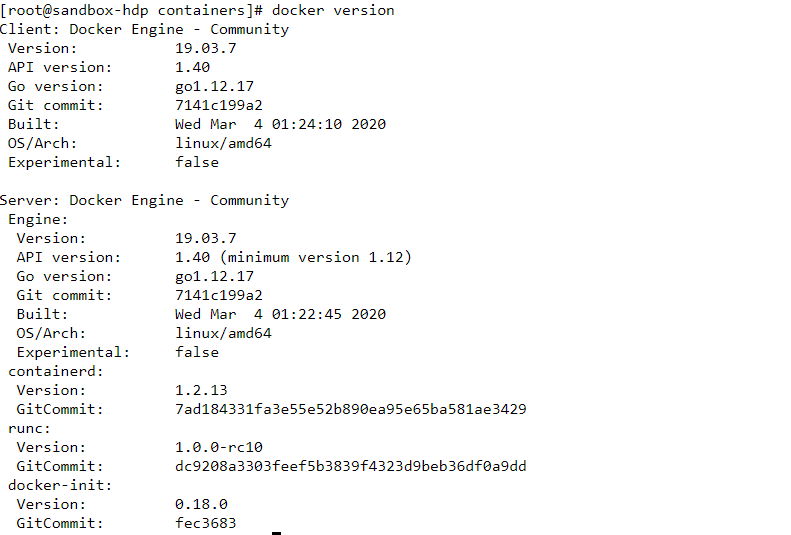 [root@sandbox-hdp containers]# docker version
Client: Docker Engine - Community
 Version:           19.03.7
 API version:       1.40
 Go version:        go1.12.17
 Git commit:        7141c199a2
 Built:             Wed Mar  4 01:24:10 2020
 OS/Arch:           linux/amd64
 Experimental:      false

Server: Docker Engine - Community
 Engine:
  Version:          19.03.7
  API version:      1.40 (minimum version 1.12)
  Go version:       go1.12.17
  Git commit:       7141c199a2
  Built:            Wed Mar  4 01:22:45 2020
  OS/Arch:          linux/amd64
  Experimental:     false
 containerd:
  Version:          1.2.13
  GitCommit:        7ad184331fa3e55e52b890ea95e65ba581ae3429
 runc:
  Version:          1.0.0-rc10
  GitCommit:        dc9208a3303feef5b3839f4323d9beb36df0a9dd
 docker-init:
  Version:          0.18.0
  GitCommit:        fec3683